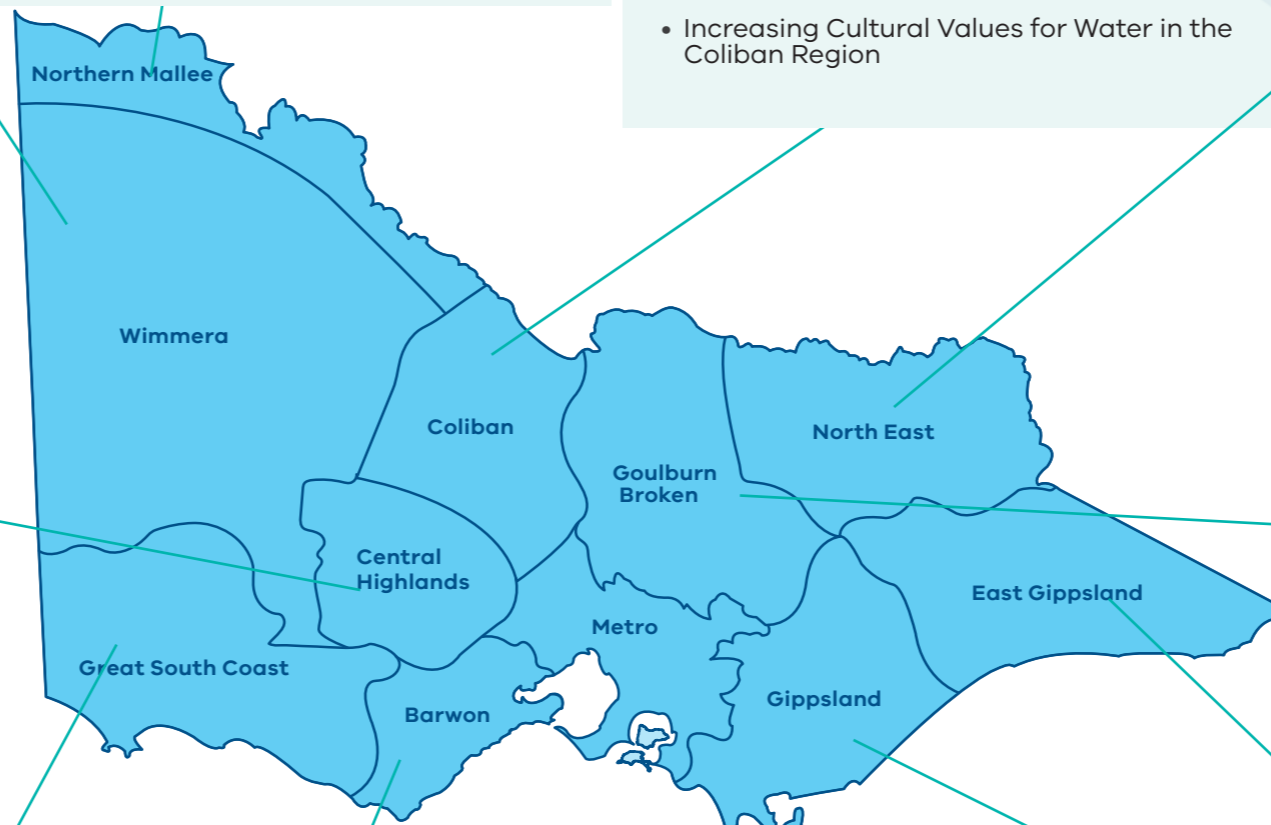 • Increasing Cultural Values for Water in the
Coliban Region
Northern Mallee
Wimmera
Coliban
North East
Goulburn
Broken
Central
Highlands
East Gippsland
Metro
Great South Coast
Gippsland
Barwon